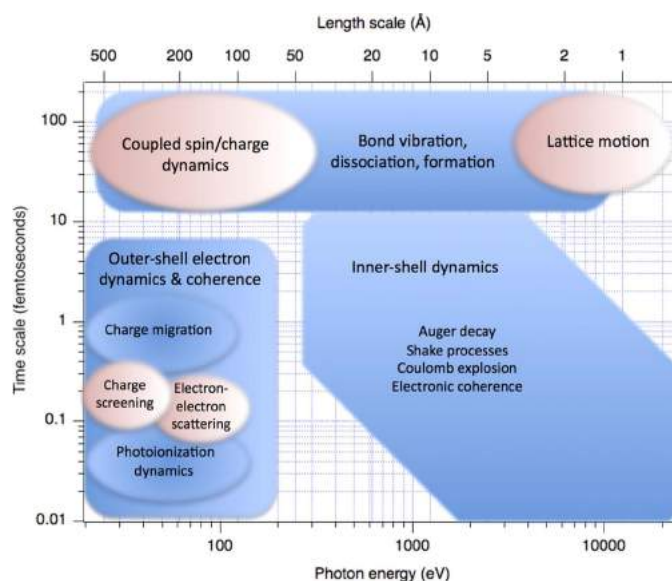 Length scale (Å)
500 200 100 50 20 10 5 2 1
Time scale (femtoseconds)
100
10
1
0.1
0.01
Coupled spin/charge
dynamics
Bond vibration,
dissociation, formation
Lattice motion
Outer-shell electron
dynamics & coherence
Charge migration
Charge
screening
Electron-
electron
scattering
Photoionization
dynamics
Inner-shell dynamics
Auger decay
Shake processes
Coulomb explosion
Electronic coherence
100 1000 10000
Photon energy (eV)